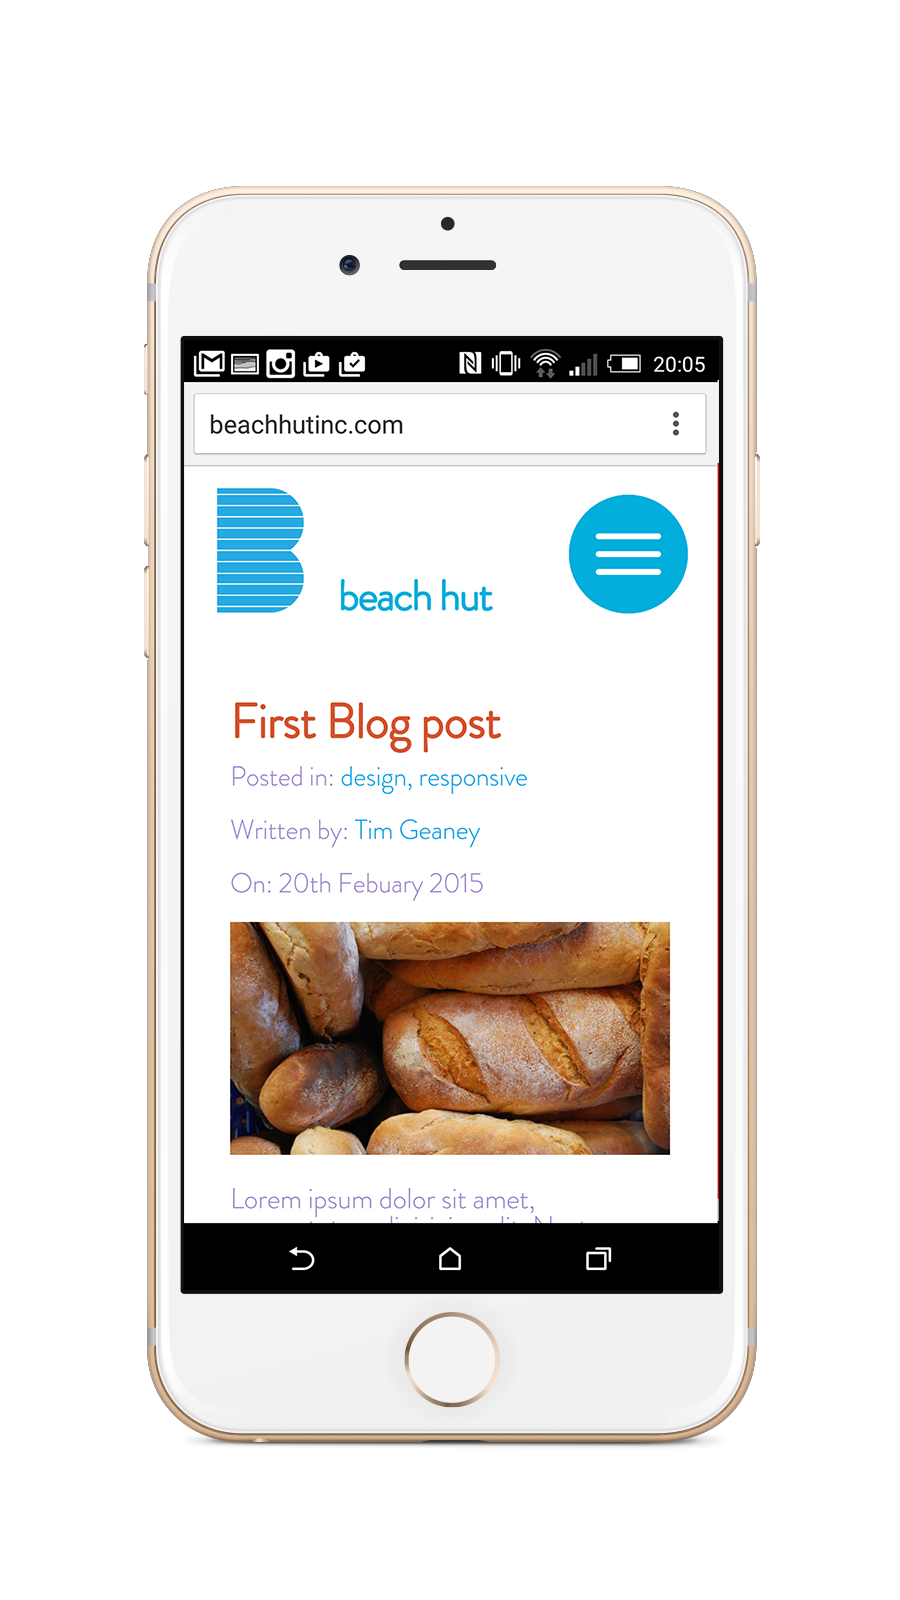 20:05
beachhutinc.com
B
beach hut
First Blog post
Posted in: design, responsive
Written by: Tim Geaney
On: 20th Febuary 2015
Lorem ipsum dolor sit amet,